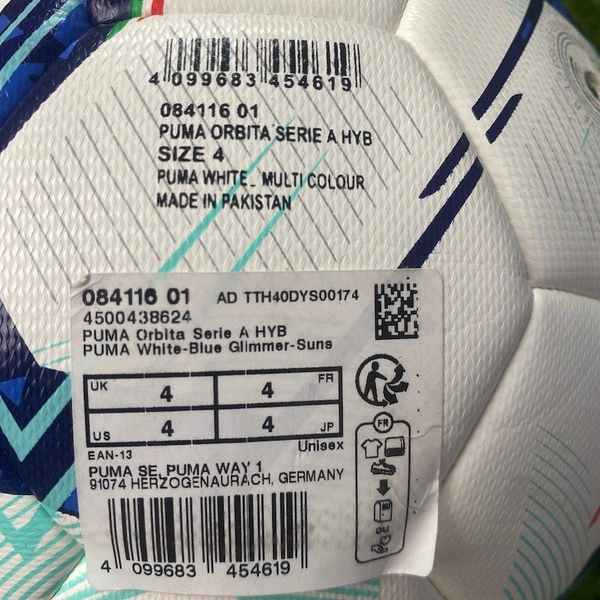 4 099683 454619
084116 01
PUMA ORBITA SERIE A HYB
SIZE 4
PUMA WHITE_ MULTI COLOUR
MADE IN PAKISTAN
084116 01 AD TTH40DYS00174
4500438624
PUMA Orbita Serie A HYB
PUMA White-Blue Glimmer-Suns
UK 4 4 FR
US 4 4 JP
EAN-13 Unisex
PUMA SE, PUMA WAY 1
91074 HERZOGENAURACH, GERMANY
4 099683 454619
FR
OU